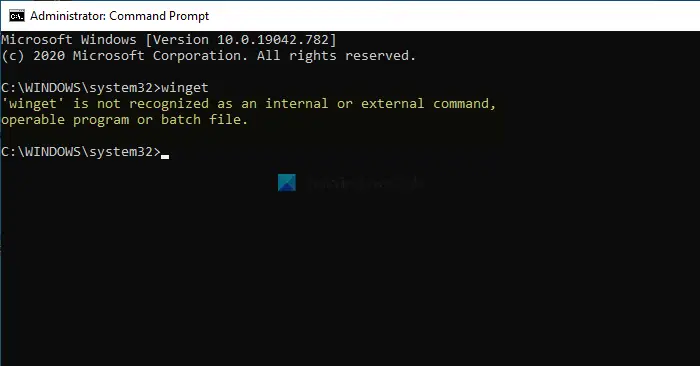 Administrator: Command Prompt
Microsoft Windows [Version 10.0.19042.782]
(c) 2020 Microsoft Corporation. All rights reserved.
C:\WINDOWS\system32>winget
'winget' is not recognized as an internal or external command,
operable program or batch file.
C:\WINDOWS\system32>